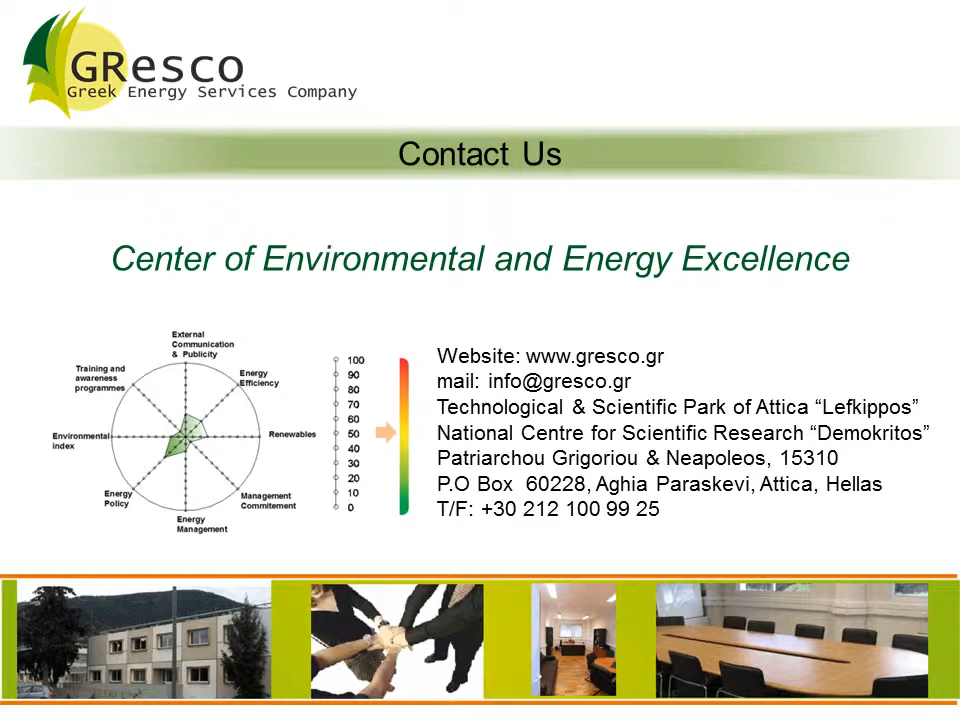 GResco
Greek Energy Services Company
Contact Us
Center of Environmental and Energy Excellence
External
Communication
& Publicity
Training and
awareness
programmes
Energy
Efficiency
Environmental
index
Renewables
Energy
Policy
Management
Commitement
Energy
Management
100
90
80
70
60
50
40
30
20
10
0
Website: www.gresco.gr
mail: info@gresco.gr
Technological & Scientific Park of Attica “Lefkippos”
National Centre for Scientific Research “Demokritos”
Patriarchou Grigoriou & Neapoleos, 15310
P.O Box 60228, Aghia Paraskevi, Attica, Hellas
T/F: +30 212 100 99 25